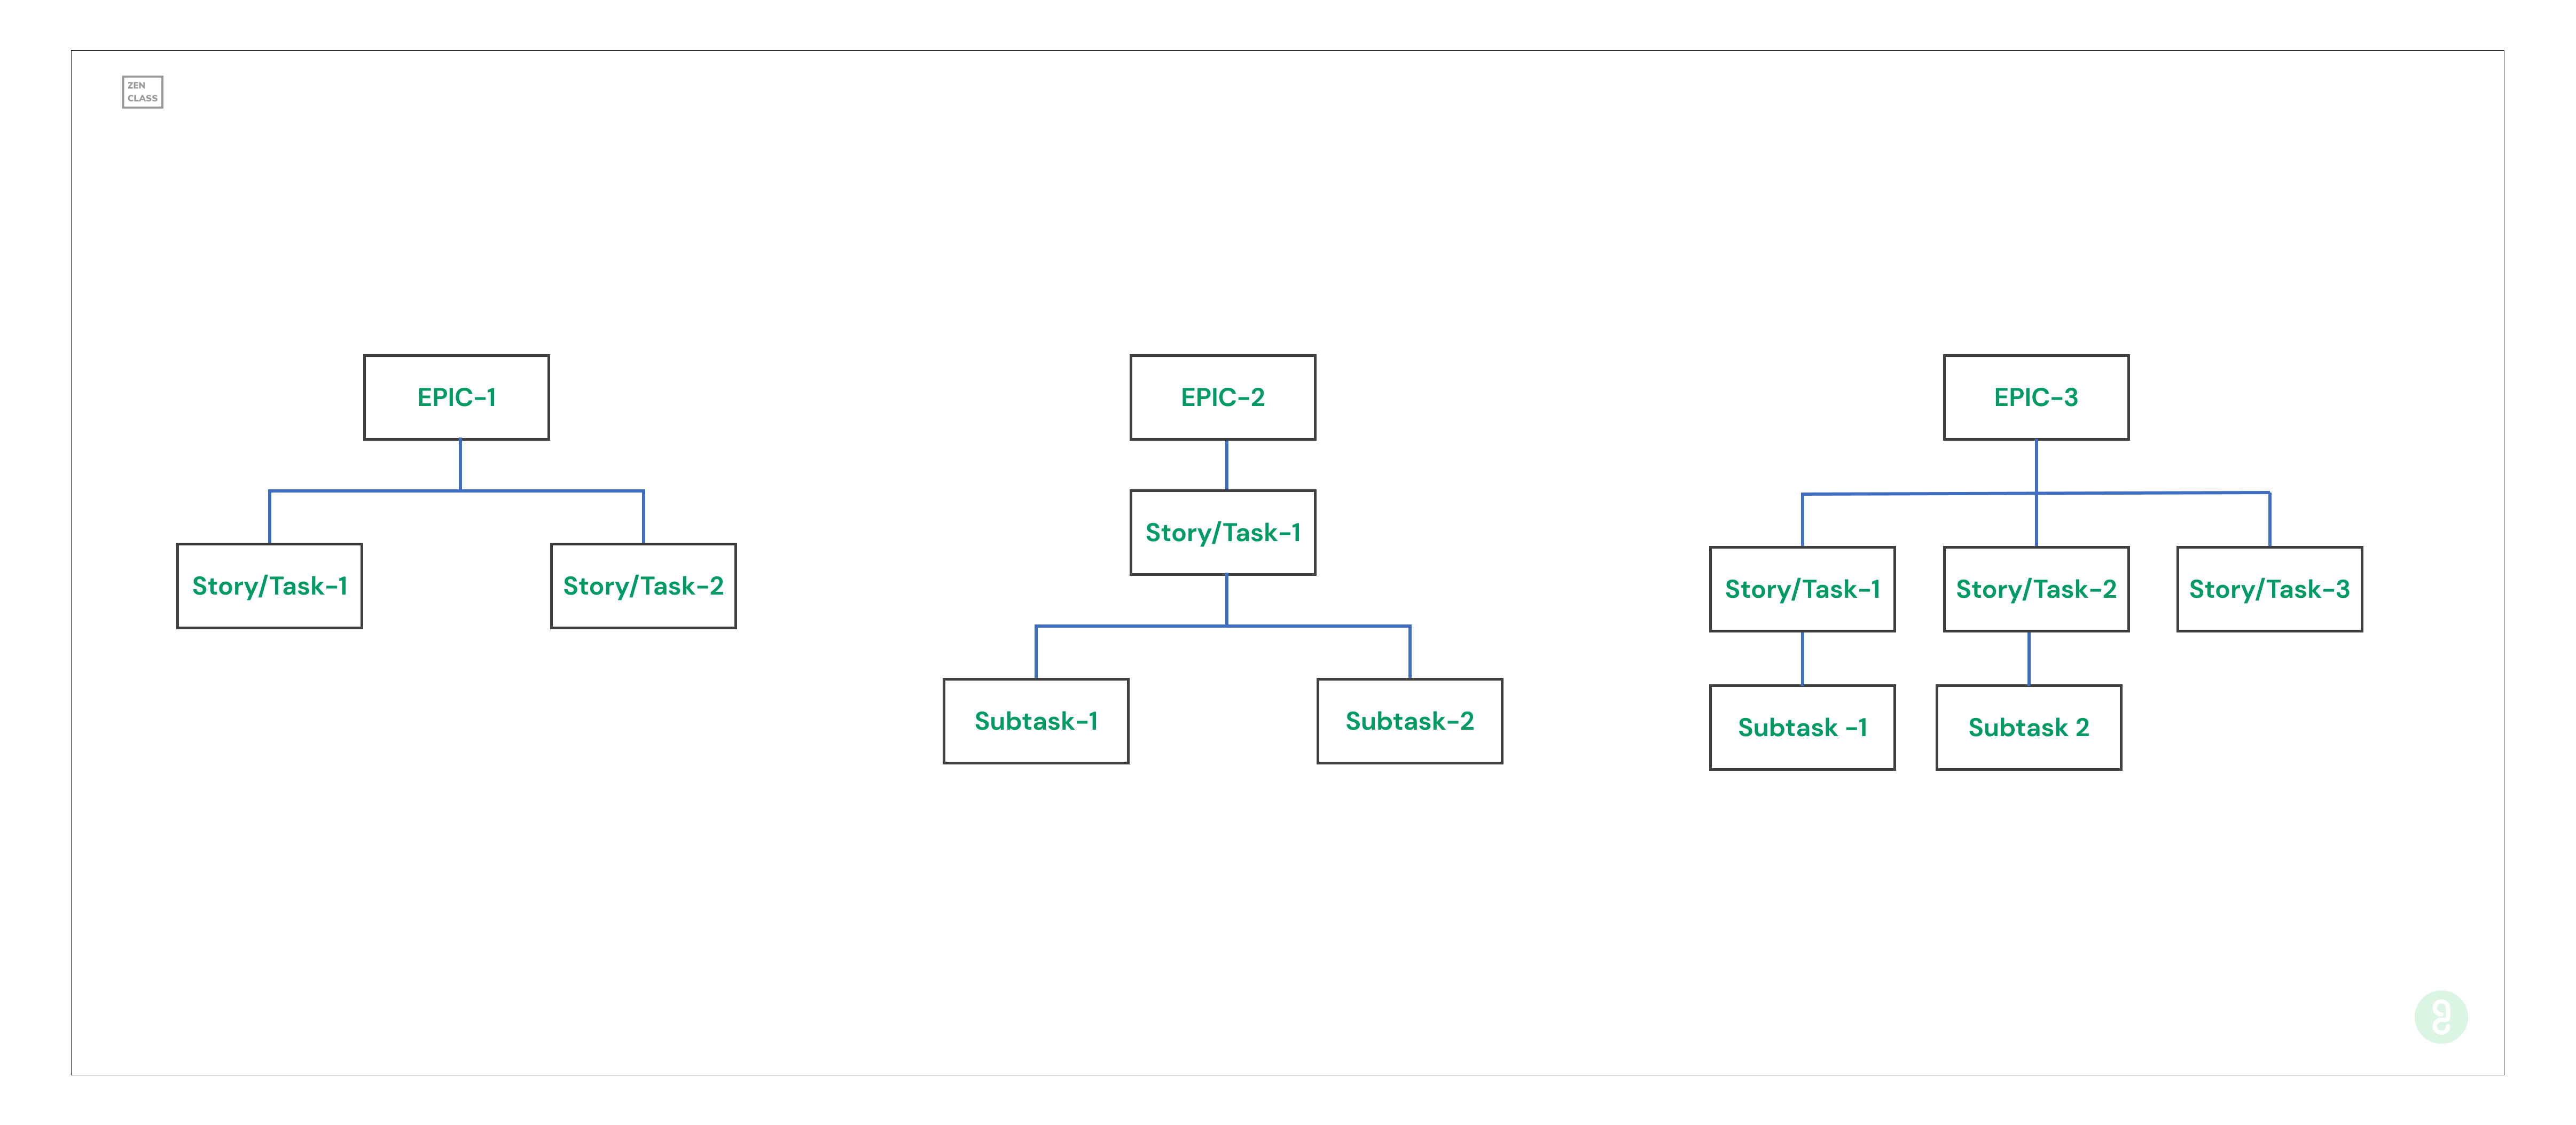 ZEN
CLASS
EPIC-1
Story/Task-1
Story/Task-2
EPIC-2
Story/Task-1
Subtask-1
Subtask-2
EPIC-3
Story/Task-1
Story/Task-2
Story/Task-3
Subtask -1
Subtask 2